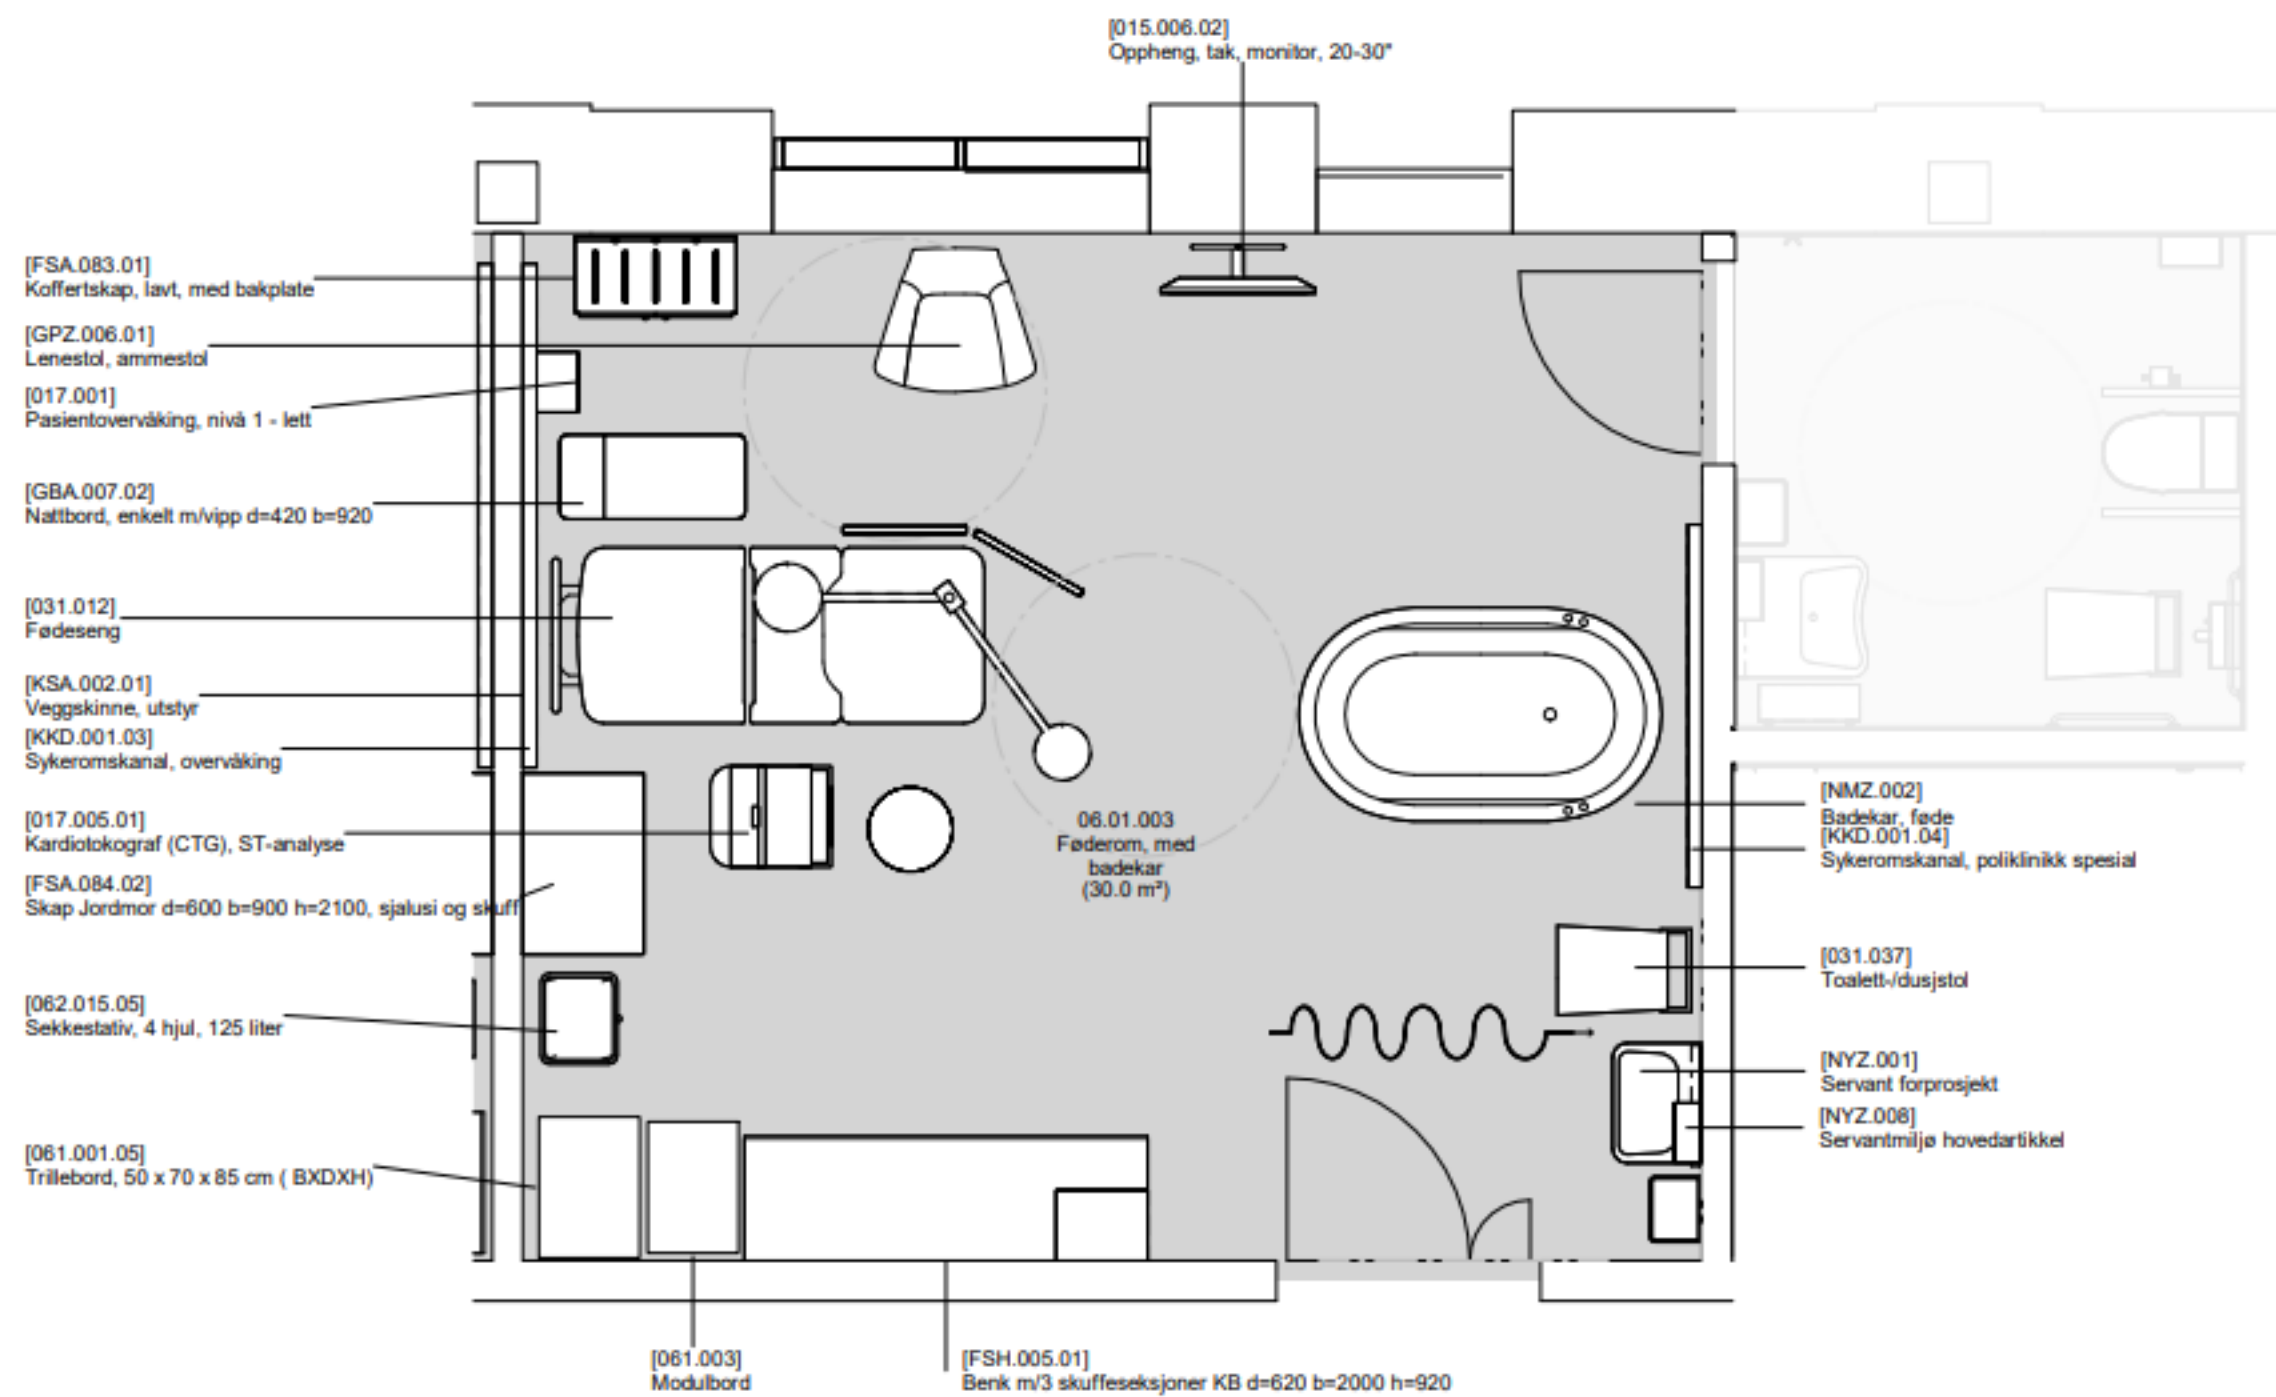 [015.006.02]
Oppheng, tak, monitor, 20-30"
[FSA.083.01]
Koffertskap, lavt, med bakplate
[GPZ.006.01]
Lenestol, ammestol
[017.001]
Pasientovervåking, nivå 1 - lett
[GBA.007.02]
Nattbord, enkelt m/vipp d=420 b=920
[031.012]
Fødeseng
[KSA.002.01]
Veggskinne, utstyr
[KKD.001.03]
Sykeromskanal, overvåking
[017.005.01]
Kardiotokograf (CTG), ST-analyse
[FSA.084.02]
Skap Jordmor d=600 b=900 h=2100, sjalusi og skuff
[062.015.05]
Sekkestativ, 4 hjul, 125 liter
[061.001.05]
Trillebord, 50 x 70 x 85 cm ( BXDXH)
06.01.003
Føderom, med
badekar
(30.0 m²)
[NMZ.002]
Badekar, føde
[KKD.001.04]
Sykeromskanal, poliklinikk spesial
[031.037]
Toalett-/dusjstol
[NYZ.001]
Servant forprosjekt
[NYZ.008]
Servantmiljø hovedartikkel
[061.003]
Modulbord
[FSH.005.01]
Benk m/3 skuffeseksjoner KB d=620 b=2000 h=920